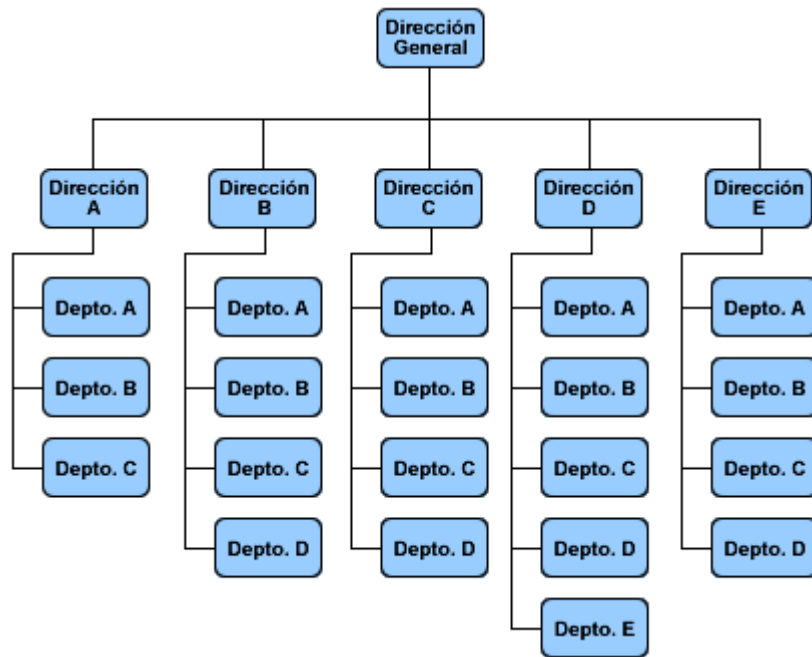 Dirección
General
Dirección
A
Dirección
B
Dirección
C
Dirección
D
Dirección
E
Depto. A
Depto. A
Depto. A
Depto. A
Depto. A
Depto. B
Depto. B
Depto. B
Depto. B
Depto. B
Depto. C
Depto. C
Depto. C
Depto. C
Depto. C
Depto. D
Depto. D
Depto. D
Depto. D
Depto. E